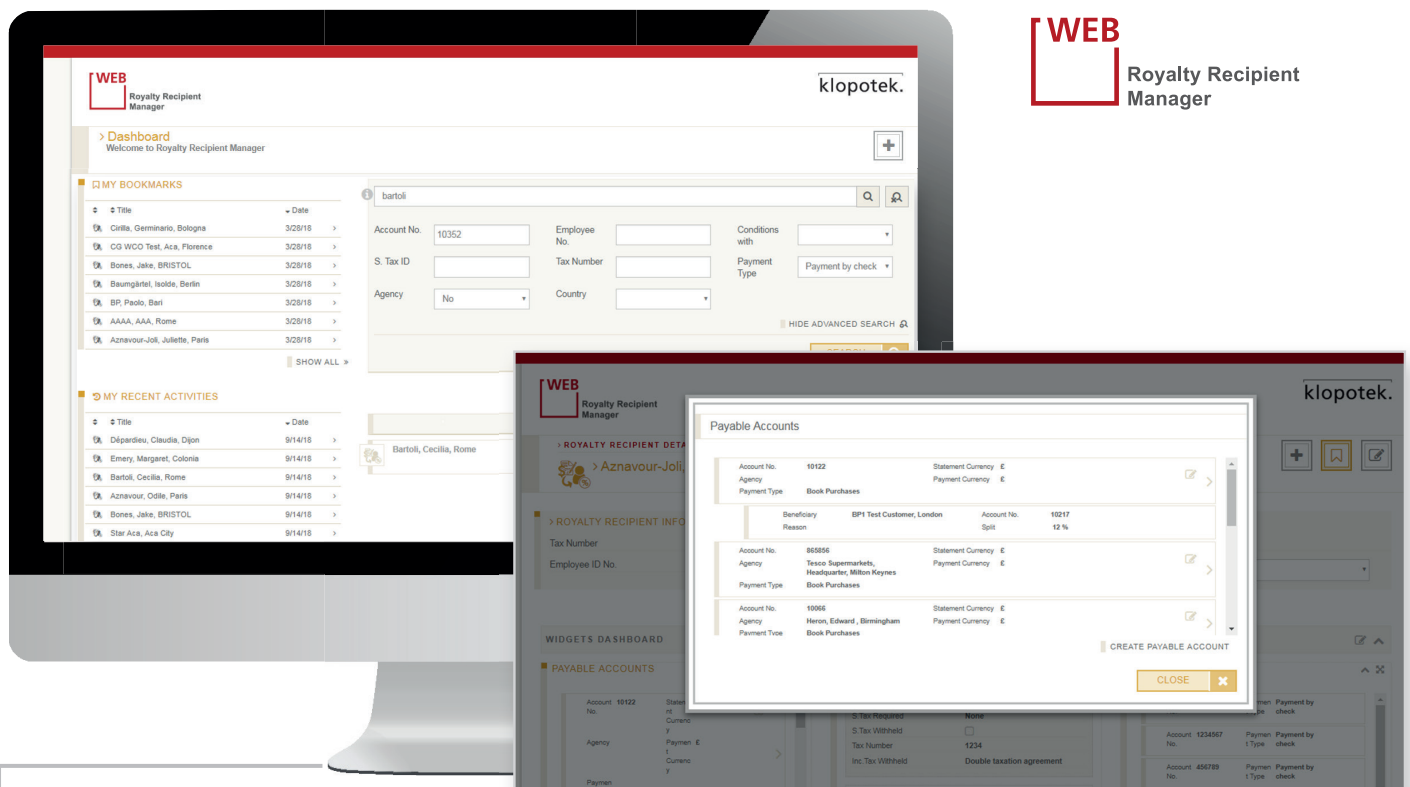 WEB
Royalty Recipient
Manager
WEB
Royalty Recipient
Manager
klopotek.
> Dashboard
Welcome to Royalty Recipient Manager
MY BOOKMARKS
Title Date
Cirilla, Germinario, Bologna 3/28/18
CG WCO Test, Aca, Florence 3/28/18
Bones, Jake, BRISTOL 3/28/18
Baumgärtel, Isolde, Berlin 3/28/18
BP, Paolo, Bari 3/28/18
AAAA, AAA, Rome 3/28/18
Aznavour-Joli, Juliette, Paris 3/28/18
SHOW ALL »
bartoli
Account No. 10352 Employee No. Conditions with
S. Tax ID Tax Number Payment Type Payment by check
Agency No Country
HIDE ADVANCED SEARCH
SEARCH
MY RECENT ACTIVITIES
Title Date
Dépardieu, Claudia, Dijon 9/14/18
Emery, Margaret, Colonia 9/14/18
Bartoli, Cecilia, Rome 9/14/18
Aznavour, Odile, Paris 9/14/18
Bones, Jake, BRISTOL 9/14/18
Star Aca, Aca City 9/14/18
Bartoli, Cecilia, Rome
WEB
Royalty Recipient
Manager
klopotek.
> ROYALTY RECIPIENT DETA
> Aznavour-Joli,
> ROYALTY RECIPIENT INFO
Tax Number
Employee ID No.
WIDGETS DASHBOARD
PAYABLE ACCOUNTS
Payable Accounts
Account No. 10122 Statement Currency £
Agency Payment Currency £
Payment Type Book Purchases
Beneficiary BP1 Test Customer, London Account No. 10217
Reason Split 12 %
Account No. 865856 Statement Currency £
Agency Tesco Supermarkets, Payment Currency £
Headquarter, Milton Keynes
Payment Type Book Purchases
Account No. 10066 Statement Currency £
Agency Heron, Edward , Birmingham Payment Currency £
Payment Type Book Purchases
CREATE PAYABLE ACCOUNT
CLOSE
Account 10122 Statem
No. nt
Currenc
y
Agency Paymen £
t
Currenc
y
Paymen
S.Tax Required None
S.Tax Withheld
Tax Number 1234
Inc.Tax Withheld Double taxation agreement
men Payment by
pe check
Account 1234567 Paymen Payment by
No. t Type check
Account 456789 Paymen Payment by
No. t Type check